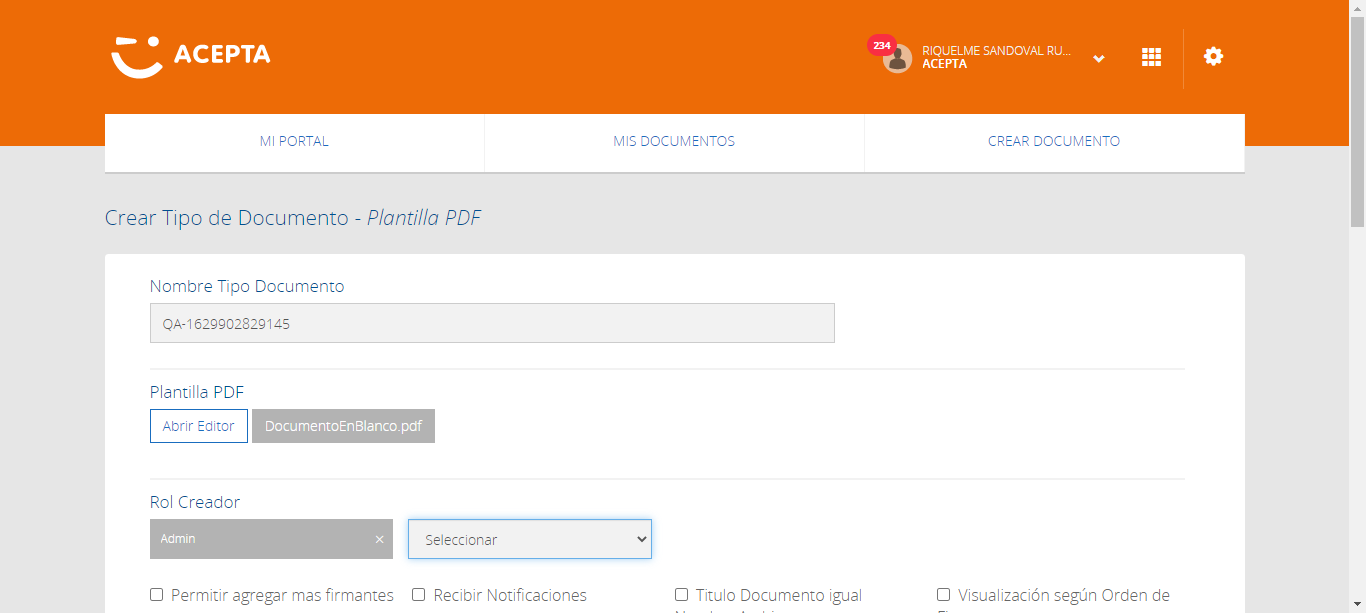 ACEPTA
234
RIQUELME SANDOVAL RU...
ACEPTA
MI PORTAL
MIS DOCUMENTOS
CREAR DOCUMENTO
Crear Tipo de Documento - Plantilla PDF
Nombre Tipo Documento
QA-1629902829145
Plantilla PDF
Abrir Editor
DocumentoEnBlanco.pdf
Rol Creador
Admin ×
Seleccionar
Permitir agregar mas firmantes
Recibir Notificaciones
Titulo Documento igual
Visualización según Orden de